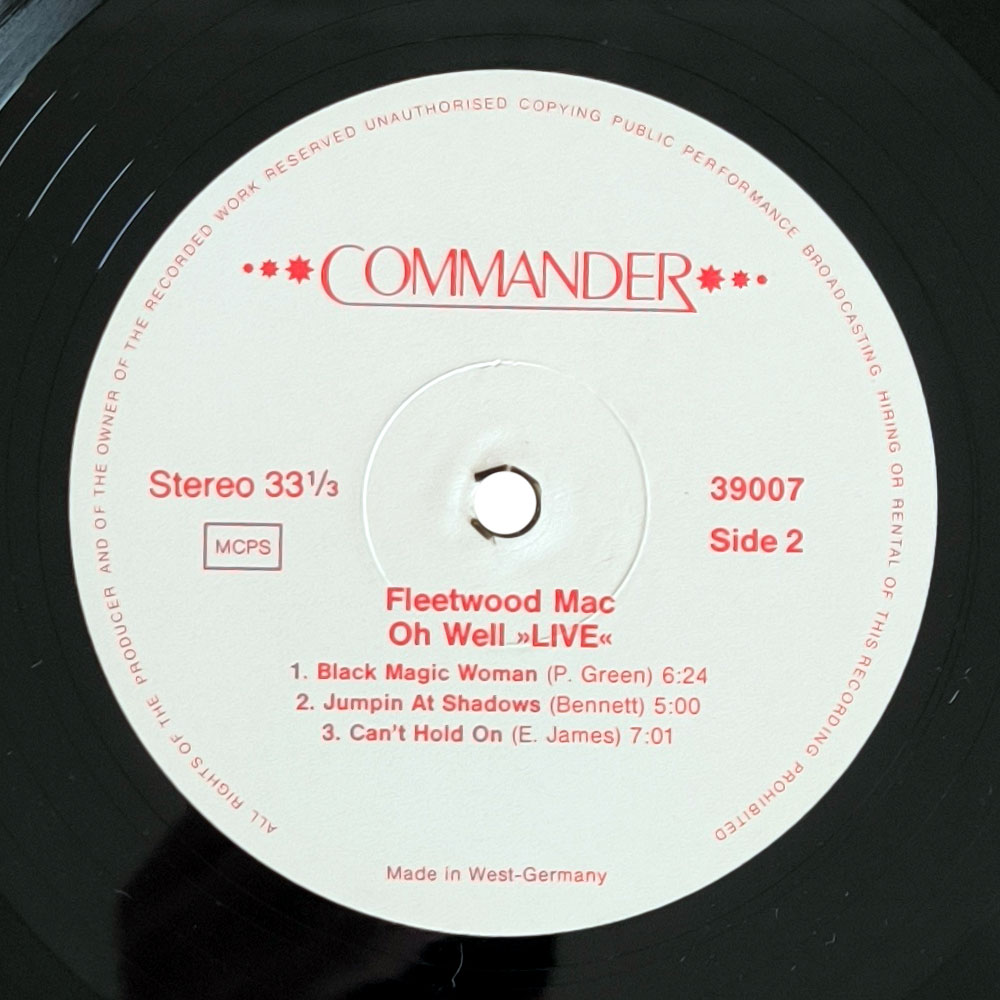 ALL RIGHTS OF THE PRODUCER AND OF THE OWNER OF THE RECORDED WORK RESERVED UNAUTHORISED COPYING PUBLIC PERFORMANCE BROADCASTING, HIRING OR RENTAL OF THIS RECORDING PROHIBITED
COMMANDER
Stereo 33⅓
MCPS
39007
Side 2
Fleetwood Mac
Oh Well »LIVE«
1. Black Magic Woman (P. Green) 6:24
2. Jumpin At Shadows (Bennett) 5:00
3. Can't Hold On (E. James) 7:01
Made in West-Germany